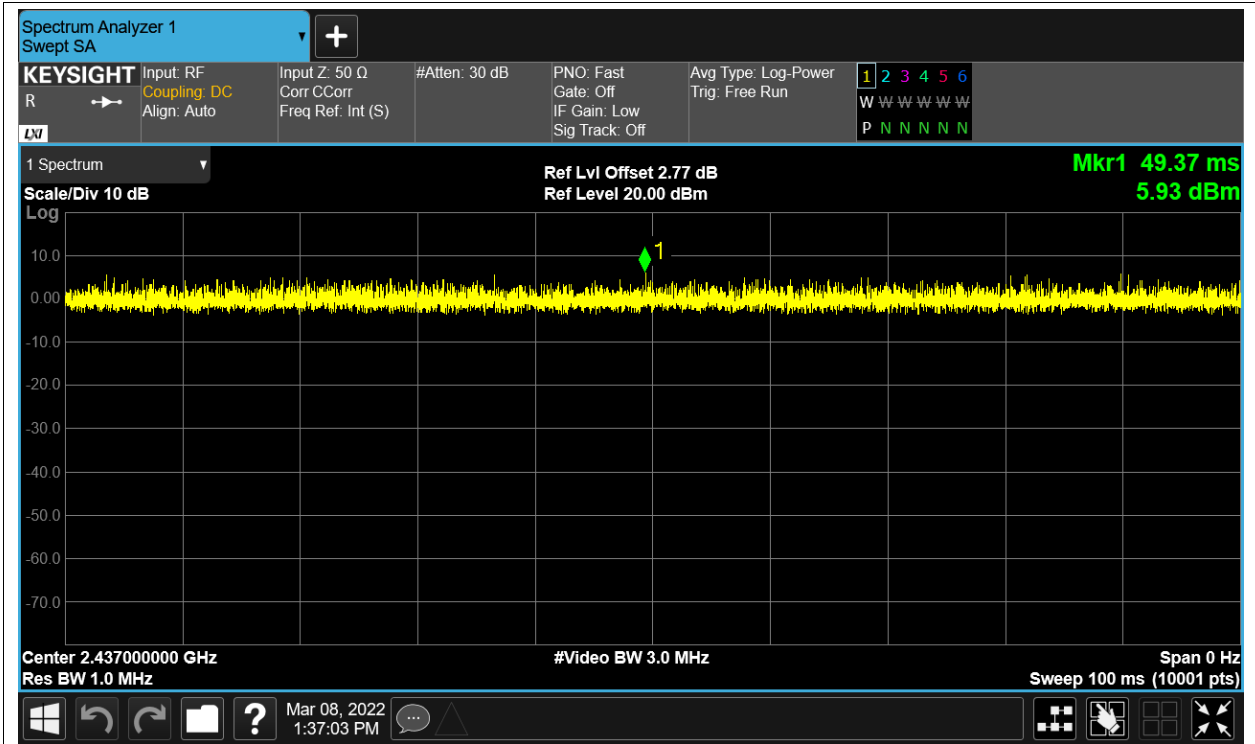 Spectrum Analyzer 1
Swept SA
KEYSIGHT
R
LXI
Input: RF
Coupling: DC
Align: Auto
Input Z: 50 Ω
Corr CCorr
Freq Ref: Int (S)
#Atten: 30 dB
PNO: Fast
Gate: Off
IF Gain: Low
Sig Track: Off
Avg Type: Log-Power
Trig: Free Run
1 2 3 4 5 6
W W W W W W
P N N N N N
1 Spectrum
Scale/Div 10 dB
Ref Lvl Offset 2.77 dB
Ref Level 20.00 dBm
Mkr1 49.37 ms
5.93 dBm
Log
1
10.0
0.00
-10.0
-20.0
-30.0
-40.0
-50.0
-60.0
-70.0
Center 2.437000000 GHz
#Video BW 3.0 MHz
Span 0 Hz
Res BW 1.0 MHz
Sweep 100 ms (10001 pts)
?
Mar 08, 2022
1:37:03 PM